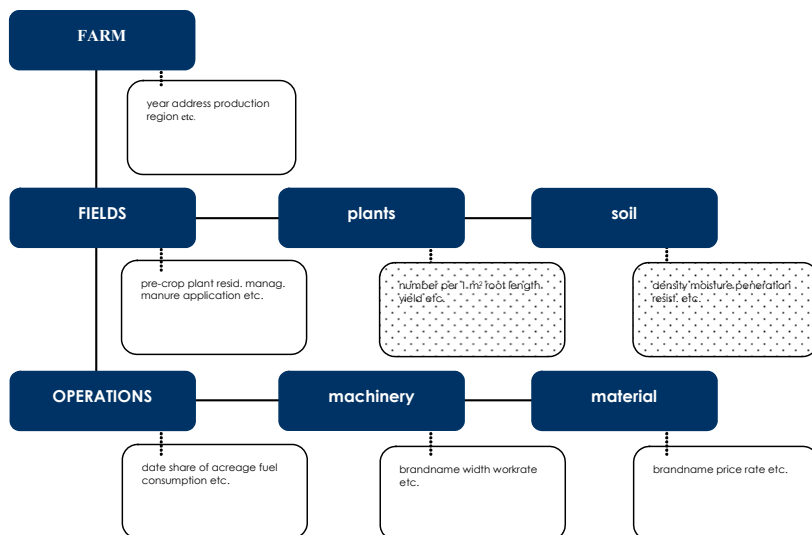 FARM
year address production
region etc.
FIELDS
plants
soil
pre-crop plant resid. manag.
manure application etc.
number per 1 m² root length
yield etc.
density moisture peneration
resist. etc.
OPERATIONS
machinery
material
date share of acreage fuel
consumption etc.
brandname width workrate
etc.
brandname price rate etc.